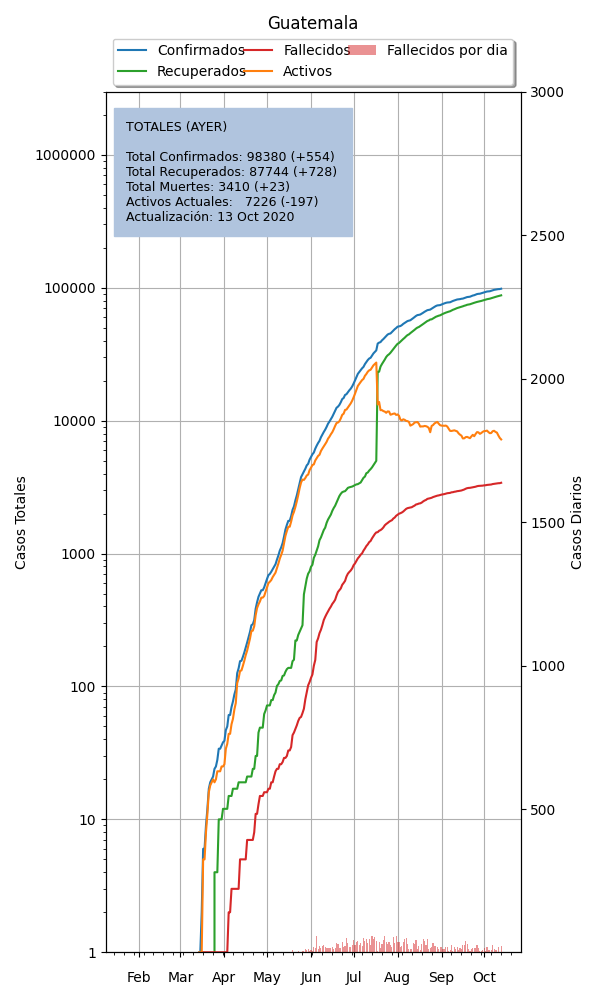 Guatemala
Confirmados
Fallecidos
Fallecidos por dia
Recuperados
Activos
TOTALES (AYER)
Total Confirmados: 98380 (+554)
Total Recuperados: 87744 (+728)
Total Muertes: 3410 (+23)
Activos Actuales:   7226 (-197)
Actualización: 13 Oct 2020
Casos Totales
1000000
100000
10000
1000
100
10
1
3000
2500
2000
1500
1000
500
Casos Diarios
Feb Mar Apr May Jun Jul Aug Sep Oct